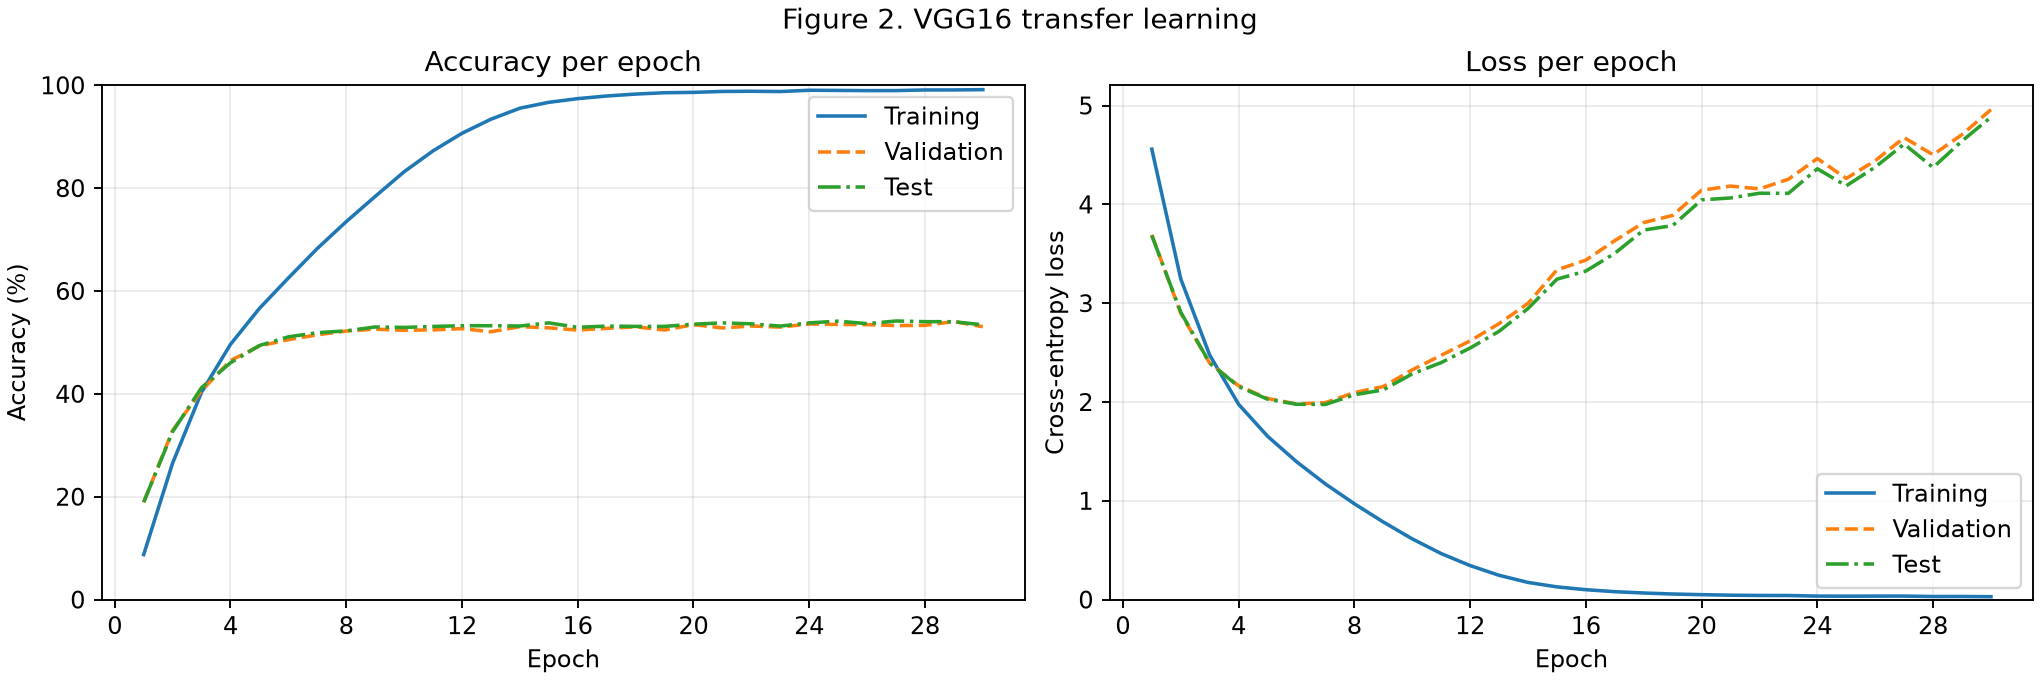 Figure 2. VGG16 transfer learning
Accuracy per epoch
Accuracy (%)
100
80
60
40
20
0
0 4 8 12 16 20 24 28
Epoch
Training
Validation
Test
Loss per epoch
Cross-entropy loss
5
4
3
2
1
0
0 4 8 12 16 20 24 28
Epoch
Training
Validation
Test